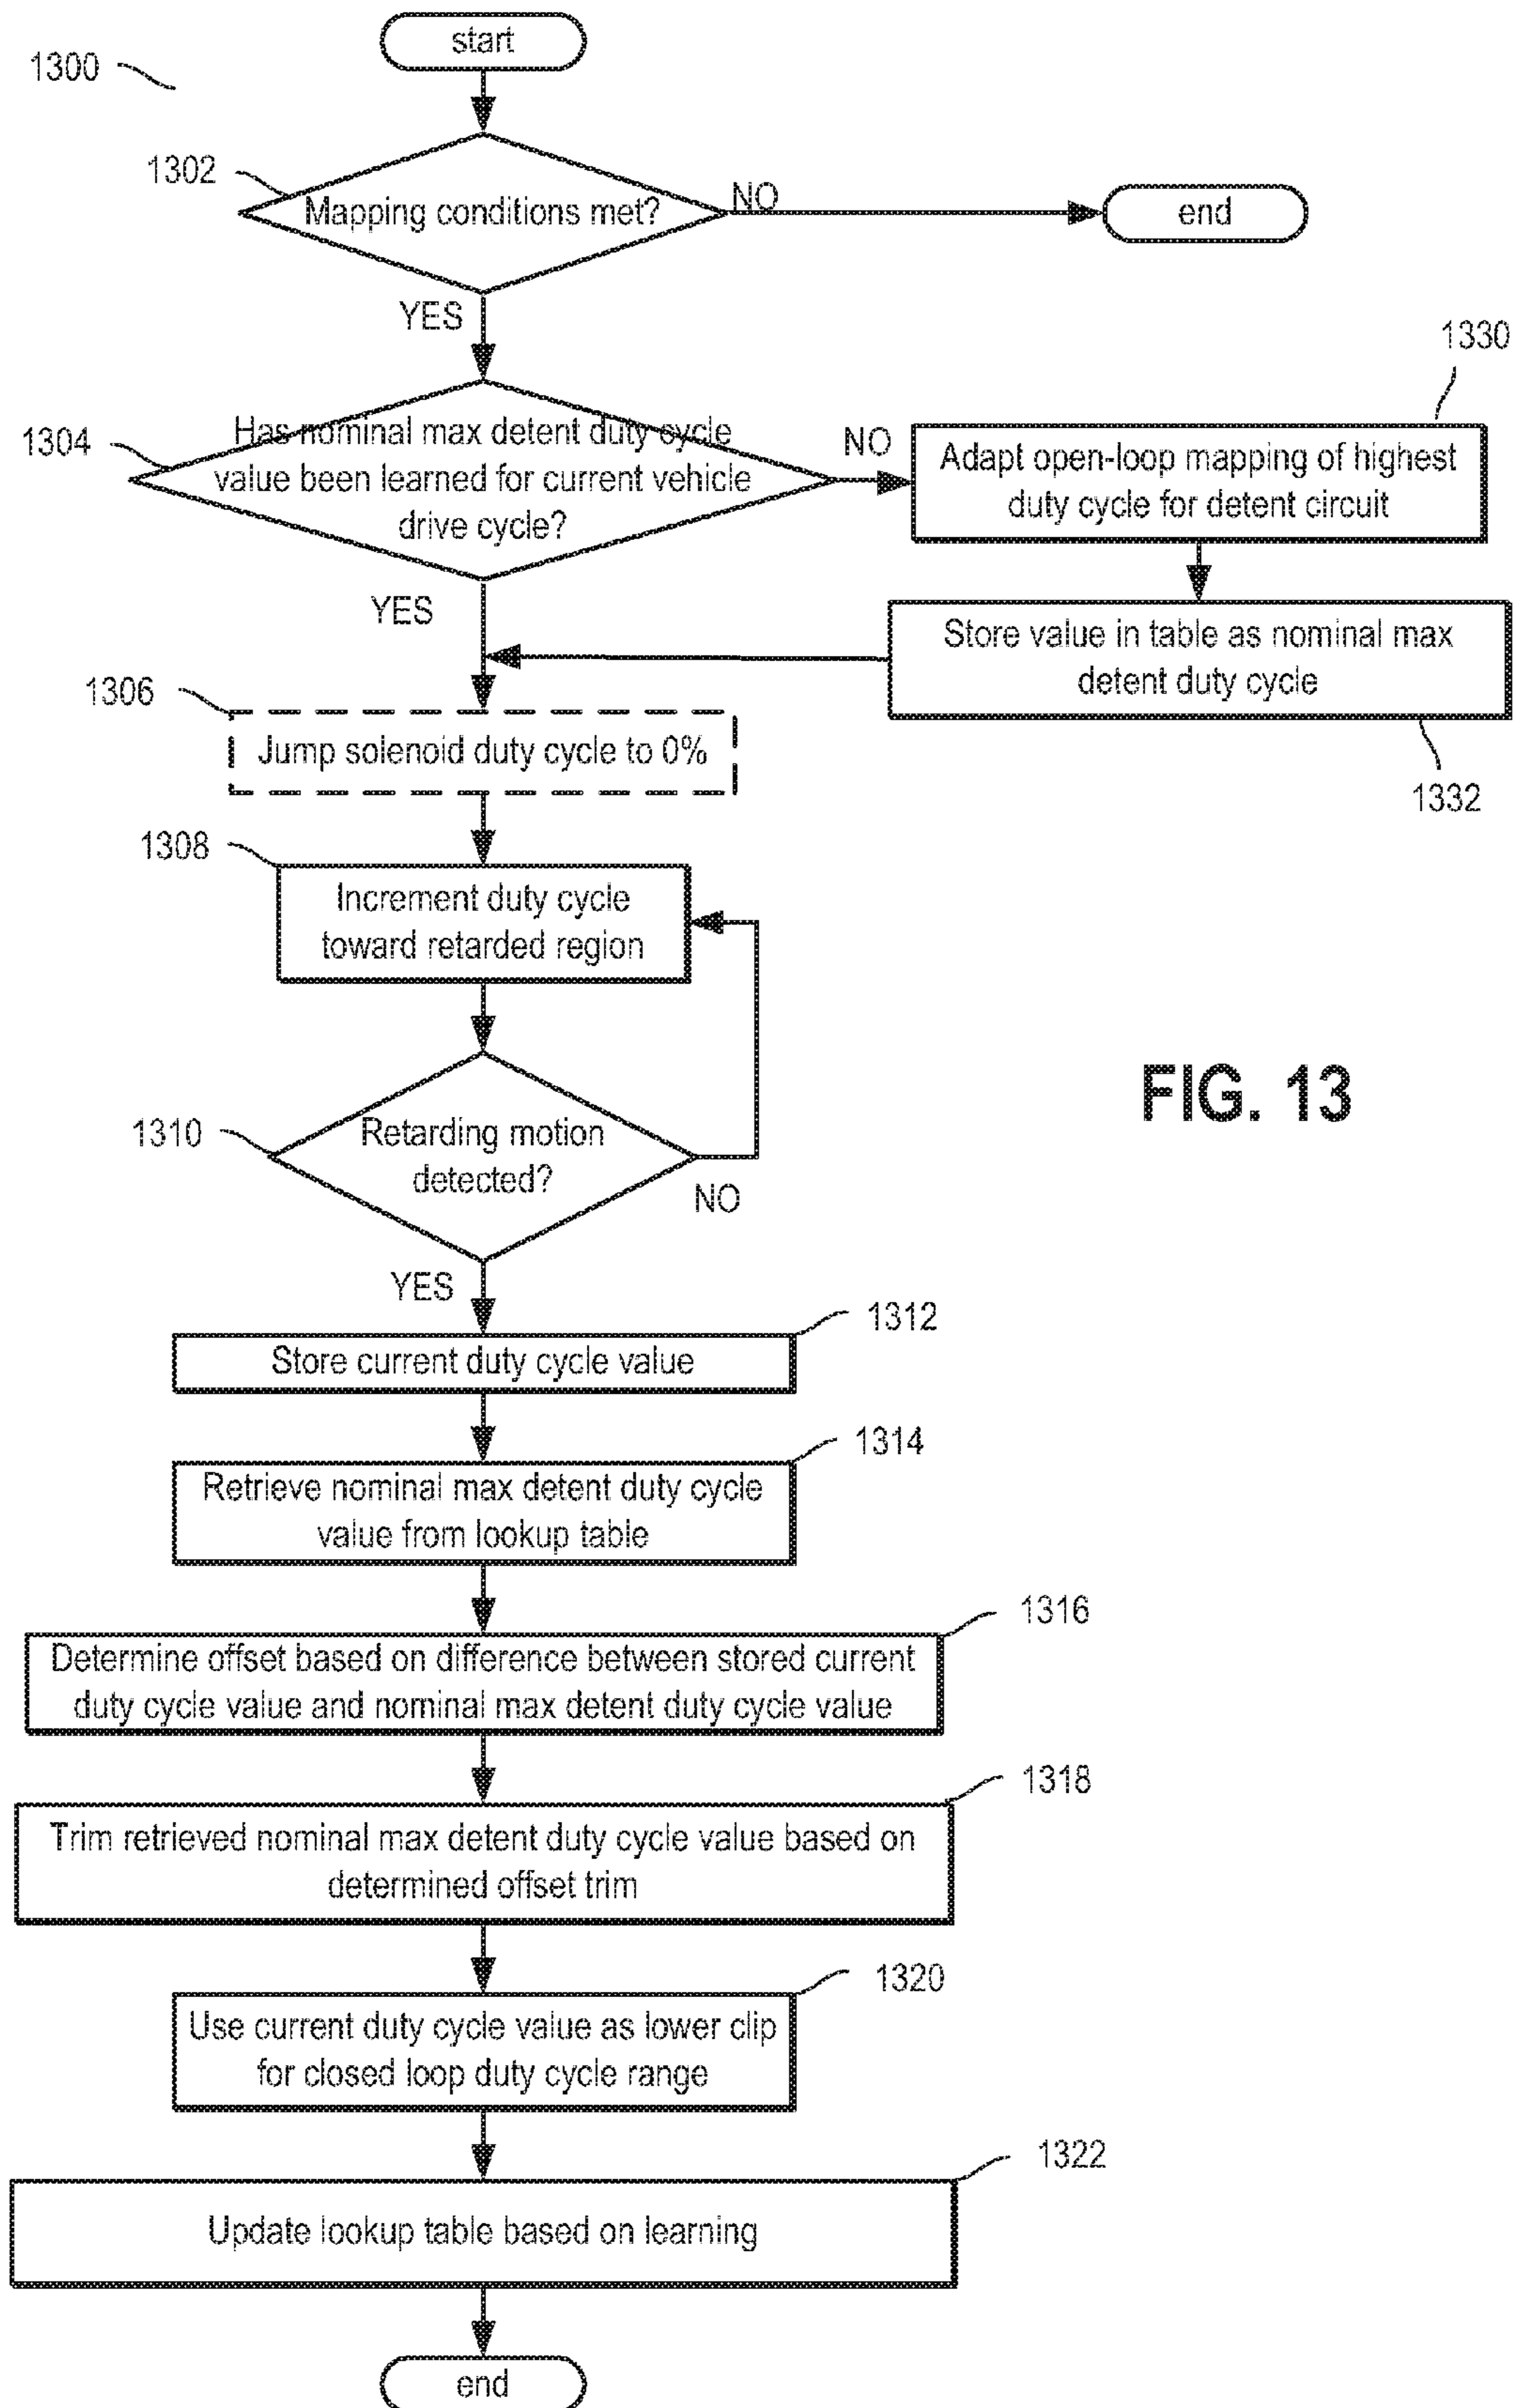 start
1300
1302
Mapping conditions met?
NO
end
YES
1330
1304
Has nominal max detent duty cycle
value been learned for current vehicle
drive cycle?
NO
Adapt open-loop mapping of highest
duty cycle for detent circuit
YES
Store value in table as nominal max
detent duty cycle
1332
1306
Jump solenoid duty cycle to 0%
1308
Increment duty cycle
toward retarded region
FIG. 13
1310
Retarding motion
detected?
NO
YES
1312
Store current duty cycle value
1314
Retrieve nominal max detent duty cycle
value from lookup table
1316
Determine offset based on difference between stored current
duty cycle value and nominal max detent duty cycle value
1318
Trim retrieved nominal max detent duty cycle value based on
determined offset trim
1320
Use current duty cycle value as lower clip
for closed loop duty cycle range
1322
Update lookup table based on learning
end